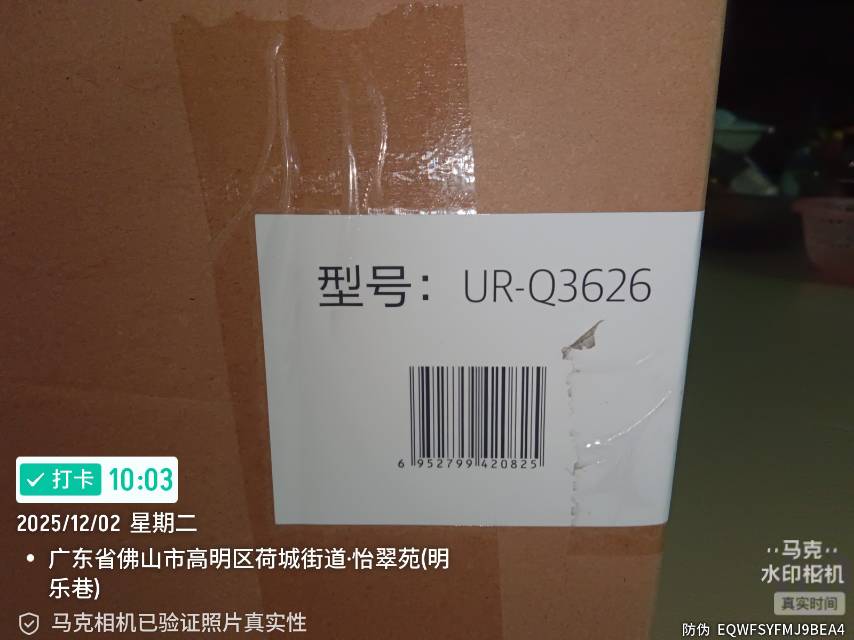 型号： UR-Q3626
6 952799 420825
打卡 10:03
2025/12/02 星期二
广东省佛山市高明区荷城街道·怡翠苑(明
乐巷)
马克相机已验证照片真实性
马克
水印相机
真实时间
防伪 EQWFSYFMJ9BEA4